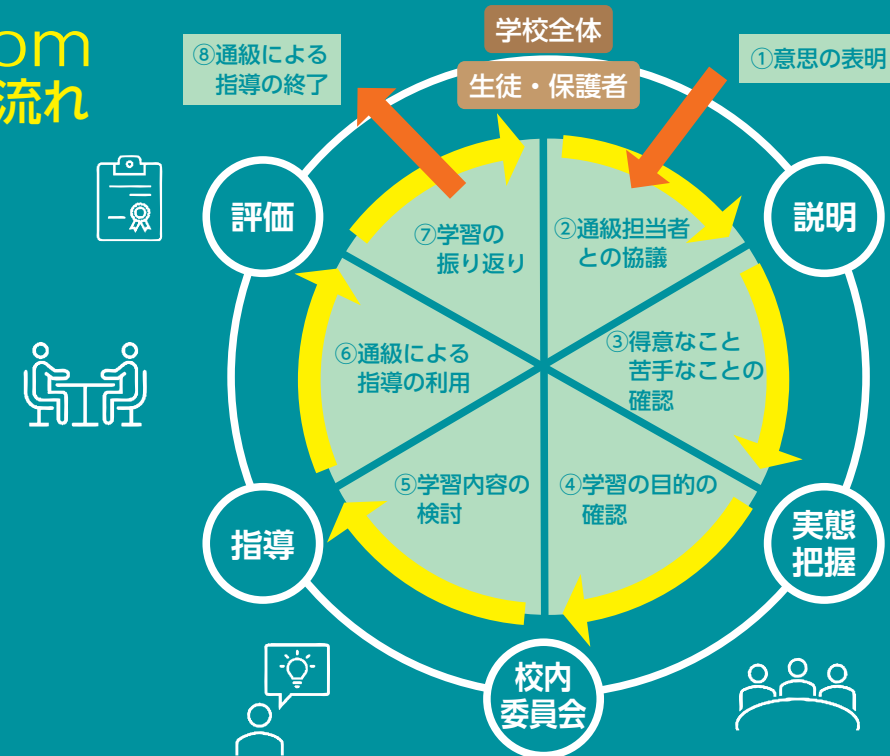 om
流れ
学校全体
生徒・保護者
①意思の表明
②通級担当者
との協議
③得意なこと
苦手なことの
確認
④学習の目的の
確認
⑤学習内容の
検討
⑥通級による
指導の利用
⑦学習の
振り返り
⑧通級による
指導の終了
説明
実態
把握
校内
委員会
指導
評価